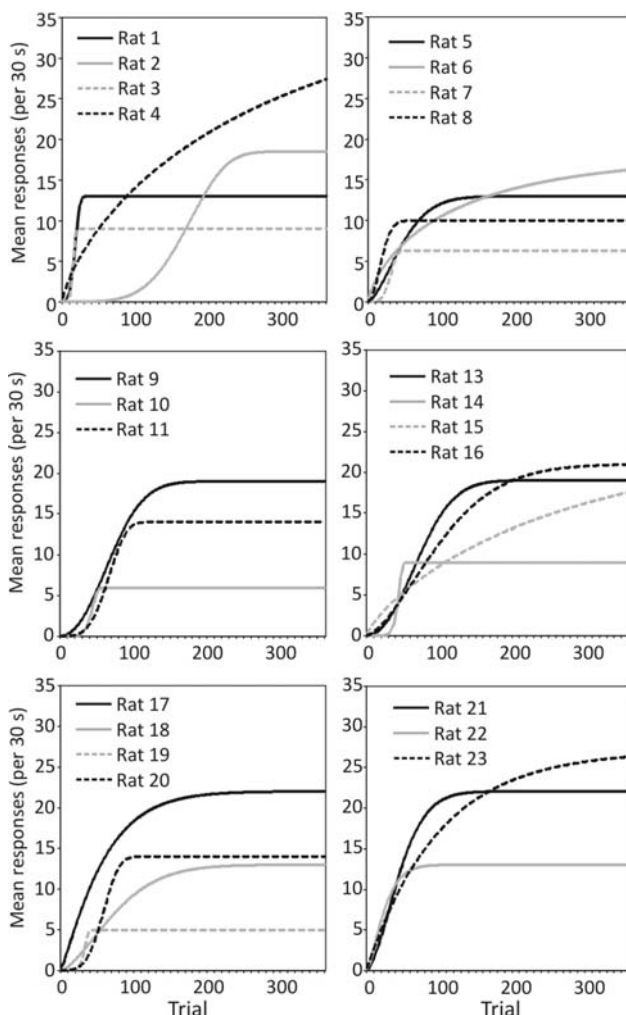 Mean responses (per 30 s)
35
30
25
20
15
10
5
0
Rat 1
Rat 2
Rat 3
Rat 4
0 100 200 300
35
30
25
20
15
10
5
0
Rat 5
Rat 6
Rat 7
Rat 8
0 100 200 300
Mean responses (per 30 s)
35
30
25
20
15
10
5
0
Rat 9
Rat 10
Rat 11
0 100 200 300
35
30
25
20
15
10
5
0
Rat 13
Rat 14
Rat 15
Rat 16
0 100 200 300
Mean responses (per 30 s)
35
30
25
20
15
10
5
0
Rat 17
Rat 18
Rat 19
Rat 20
0 100 200 300
Trial
35
30
25
20
15
10
5
0
Rat 21
Rat 22
Rat 23
0 100 200 300
Trial